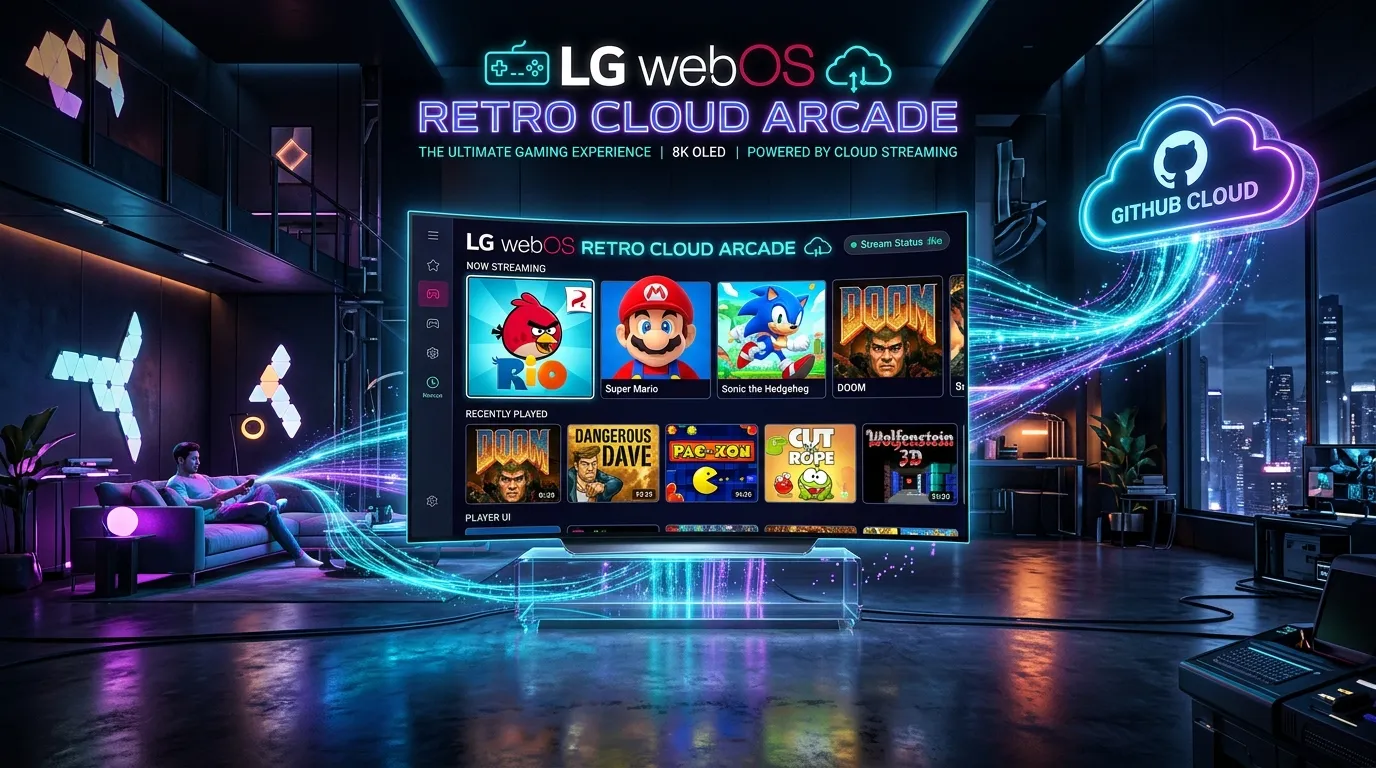 LG webOS
RETRO CLOUD ARCADE
THE ULTIMATE GAMING EXPERIENCE | 8K OLED | POWERED BY CLOUD STREAMING
GITHUB CLOUD
LG webOS RETRO CLOUD ARCADE
Stream Status
NOW STREAMING
RIO
Super Mario
Sonic the Hedgeheg
DOOM
DOOM
RECENTLY PLAYED
DOOM
DANGEROUS
DAVE
PAC-XON
CUT
THE
ROPE
Wolfenstein
3D
PLAYER UI